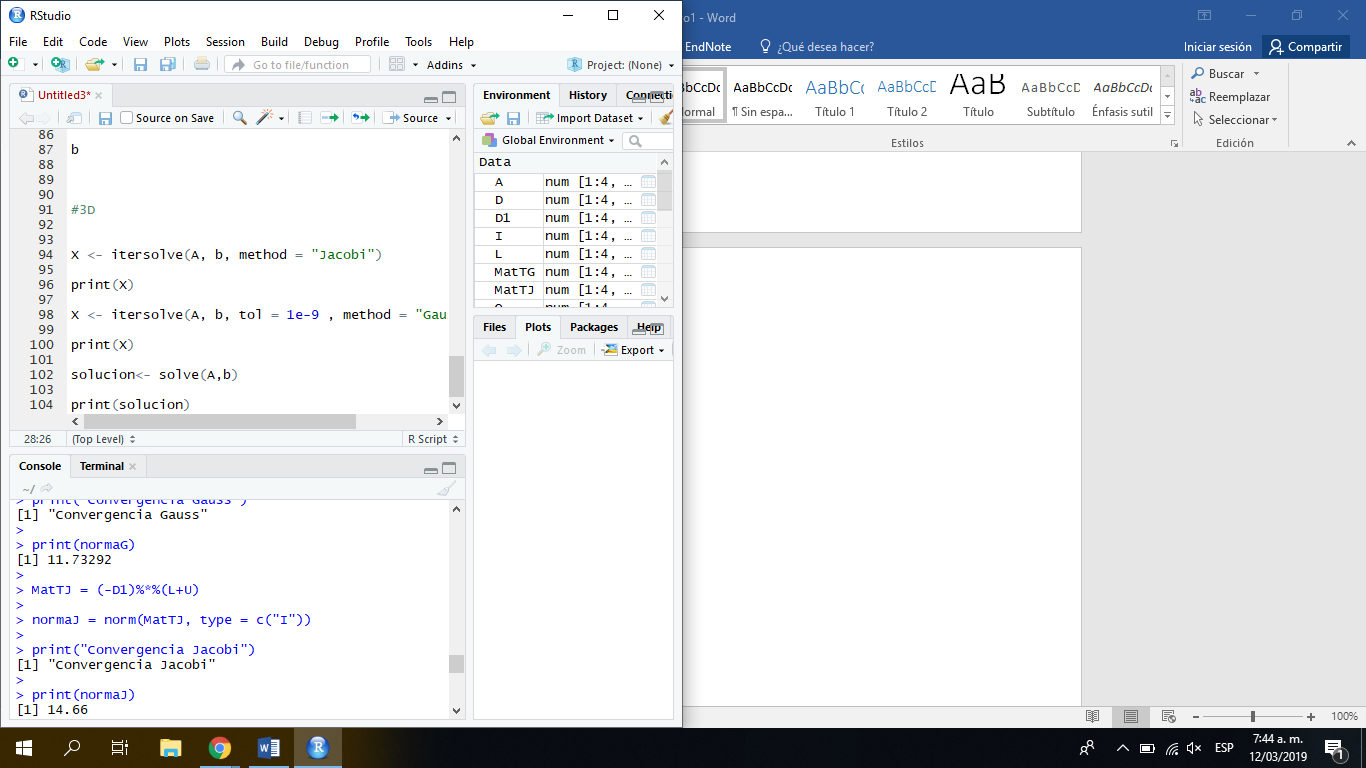 RStudio
File Edit Code View Plots Session Build Debug Profile Tools Help
Go to file/function
Addins
Project: (None)
Untitled3*
Source on Save
Source
86
87 b
88
89
90
91 #3D
92
93
94 X <- itersolve(A, b, method = "Jacobi")
95
96 print(X)
97
98 X <- itersolve(A, b, tol = 1e-9 , method = "Gau
99
100 print(X)
101
102 solucion<- solve(A,b)
103
104 print(solucion)
28:26 (Top Level) R Script
Console Terminal
~/
> print("Convergencia Gauss")
[1] "Convergencia Gauss"
>
> print(normaG)
[1] 11.73292
>
> MatTJ = (-D1)%*%(L+U)
>
> normaJ = norm(MatTJ, type = c("I"))
>
> print("Convergencia Jacobi")
[1] "Convergencia Jacobi"
>
> print(normaJ)
[1] 14.66
Environment History Connecti
Import Dataset
Global Environment
Data
A num [1:4, …
D num [1:4, …
D1 num [1:4, …
I num [1:4, …
L num [1:4, …
MatTG num [1:4, …
MatTJ num [1:4, …
Files Plots Packages Help
Zoom Export
o1 - Word
EndNote ¿Qué desea hacer? Iniciar sesión Compartir
AaBbCcDc AaBbCc AaBbCcD AaB AaBbCcD AaBbCcDc
ormal ¶ Sin espa... Título 1 Título 2 Título Subtítulo Énfasis sutil
Estilos
Buscar
Reemplazar
Seleccionar
Edición
100%
ESP
7:44 a. m.
12/03/2019
1